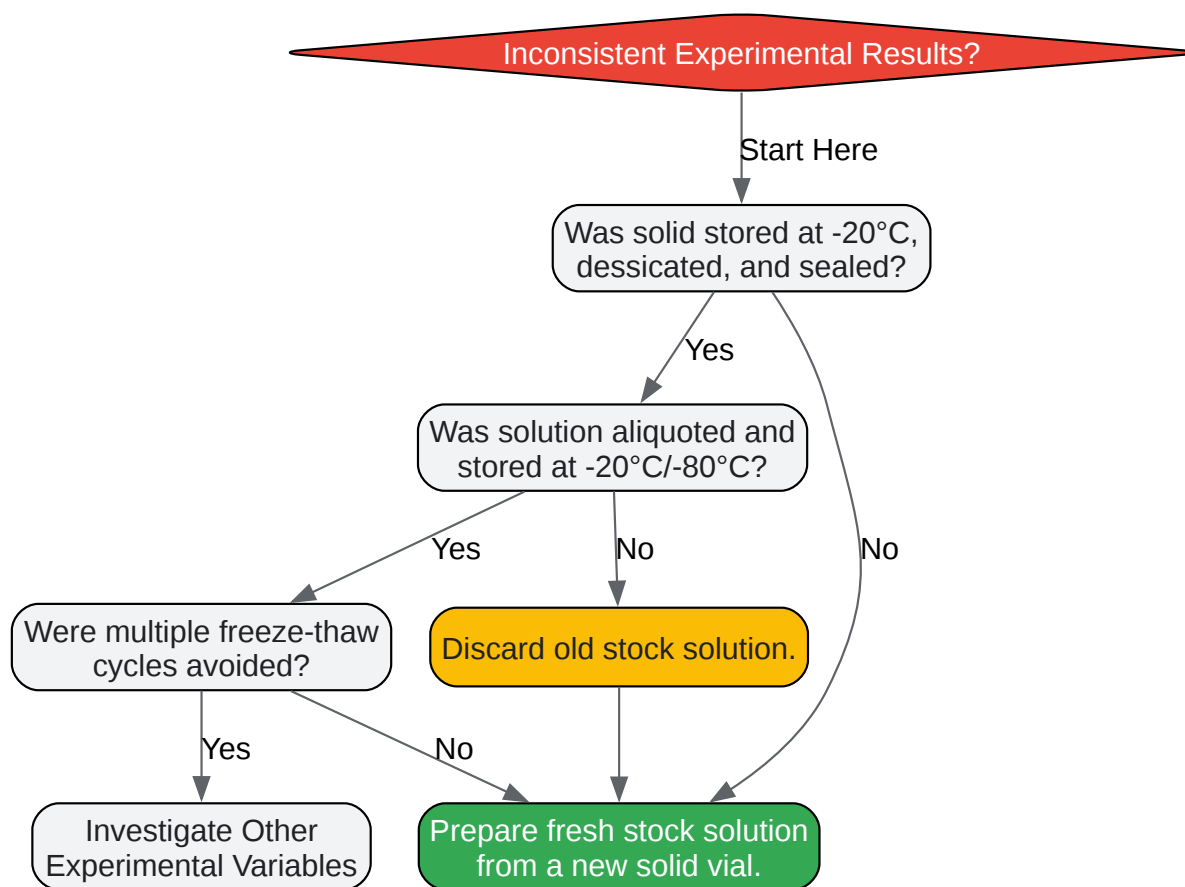 Inconsistent Experimental Results?
Start Here
Was solid stored at -20°C,
dessicated, and sealed?
Yes
Was solution aliquoted and
stored at -20°C/-80°C?
Yes
No
No
Were multiple freeze-thaw
cycles avoided?
Discard old stock solution.
Yes
No
Investigate Other
Experimental Variables
Prepare fresh stock solution
from a new solid vial.